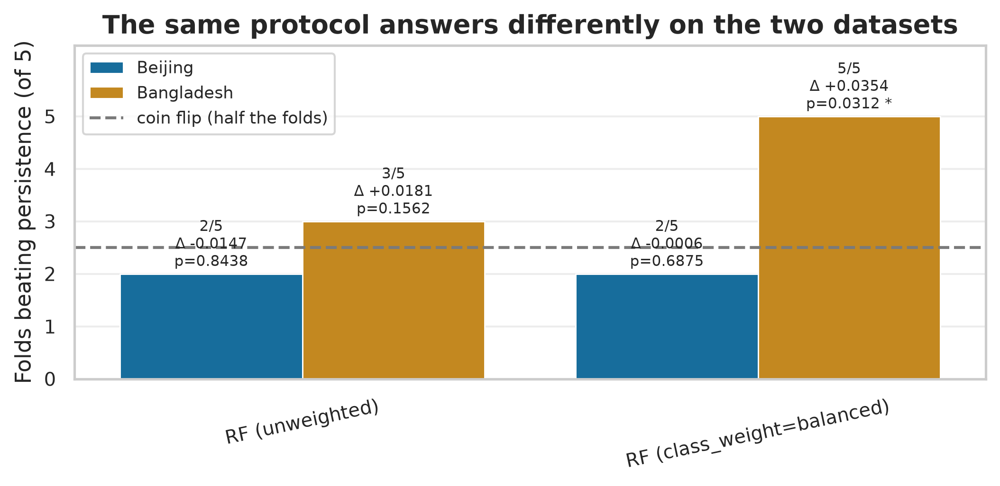 The same protocol answers differently on the two datasets
Folds beating persistence (of 5)
Beijing
Bangladesh
coin flip (half the folds)
5
4
3
2
1
0
2/5
Δ -0.0147
p=0.8438
3/5
Δ +0.0181
p=0.1562
2/5
Δ -0.0006
p=0.6875
5/5
Δ +0.0354
p=0.0312 *
RF (unweighted)
RF (class_weight=balanced)